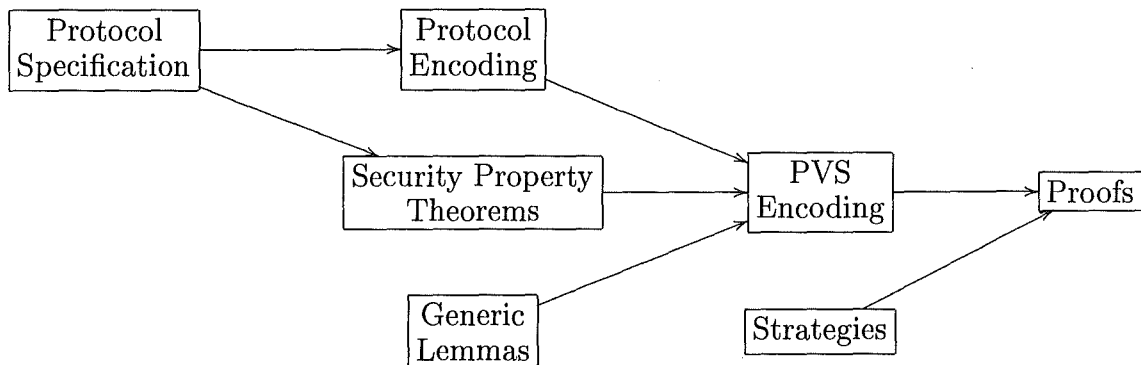 Protocol
Specification
Protocol
Encoding
Security Property
Theorems
PVS
Encoding
Proofs
Generic
Lemmas
Strategies